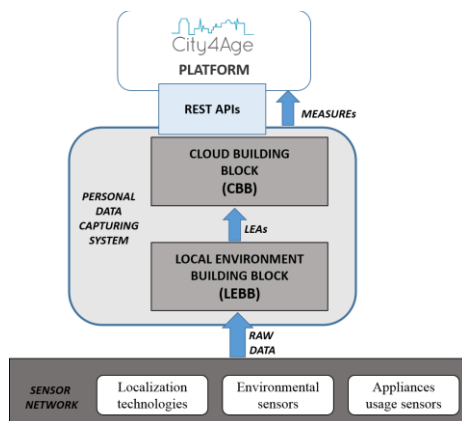 City4Age
PLATFORM
REST APIs
MEASUREs
CLOUD BUILDING
BLOCK
(CBB)
PERSONAL
DATA
CAPTURING
SYSTEM
LEAs
LOCAL ENVIRONMENT
BUILDING BLOCK
(LEBB)
RAW
DATA
SENSOR
NETWORK
Localization
technologies
Environmental
sensors
Appliances
usage sensors